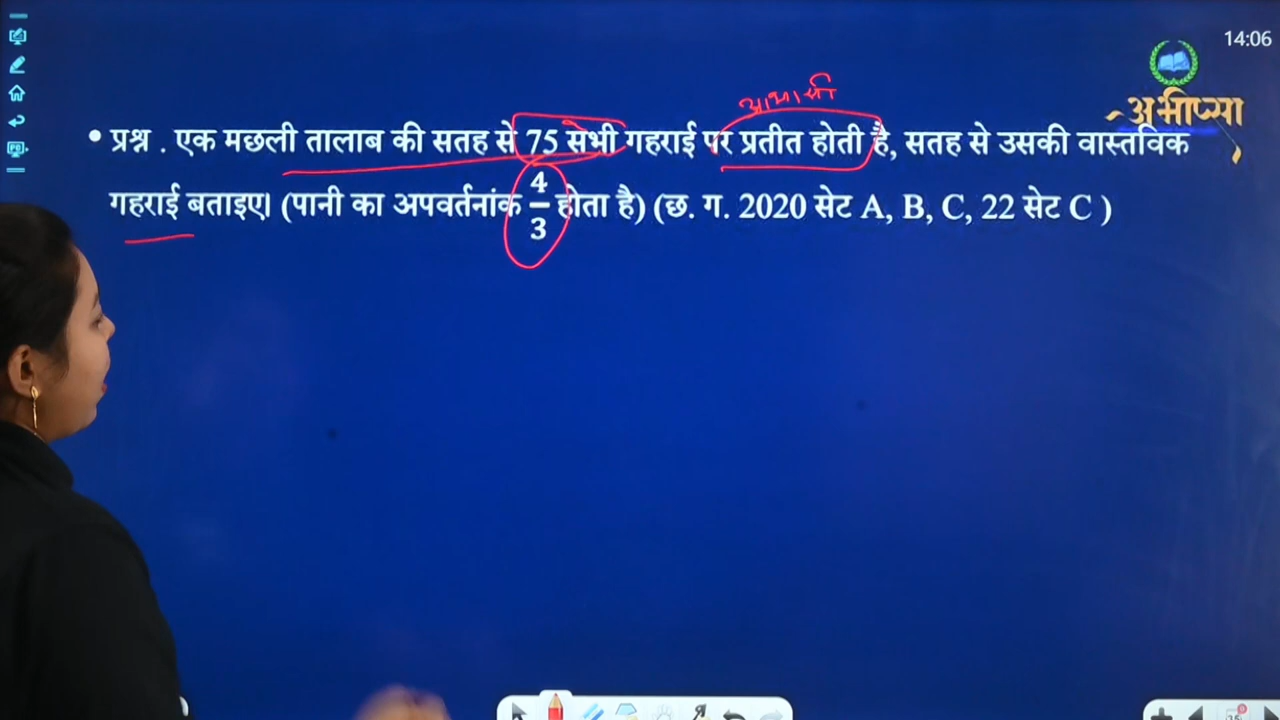 14:06
अभीप्सा
आभासी
• प्रश्न . एक मछली तालाब की सतह से 75 सेमी गहराई पर प्रतीत होती है, सतह से उसकी वास्तविक
गहराई बताइए। (पानी का अपवर्तनांक 4/3 होता है) (छ. ग. 2020 सेट A, B, C, 22 सेट C )